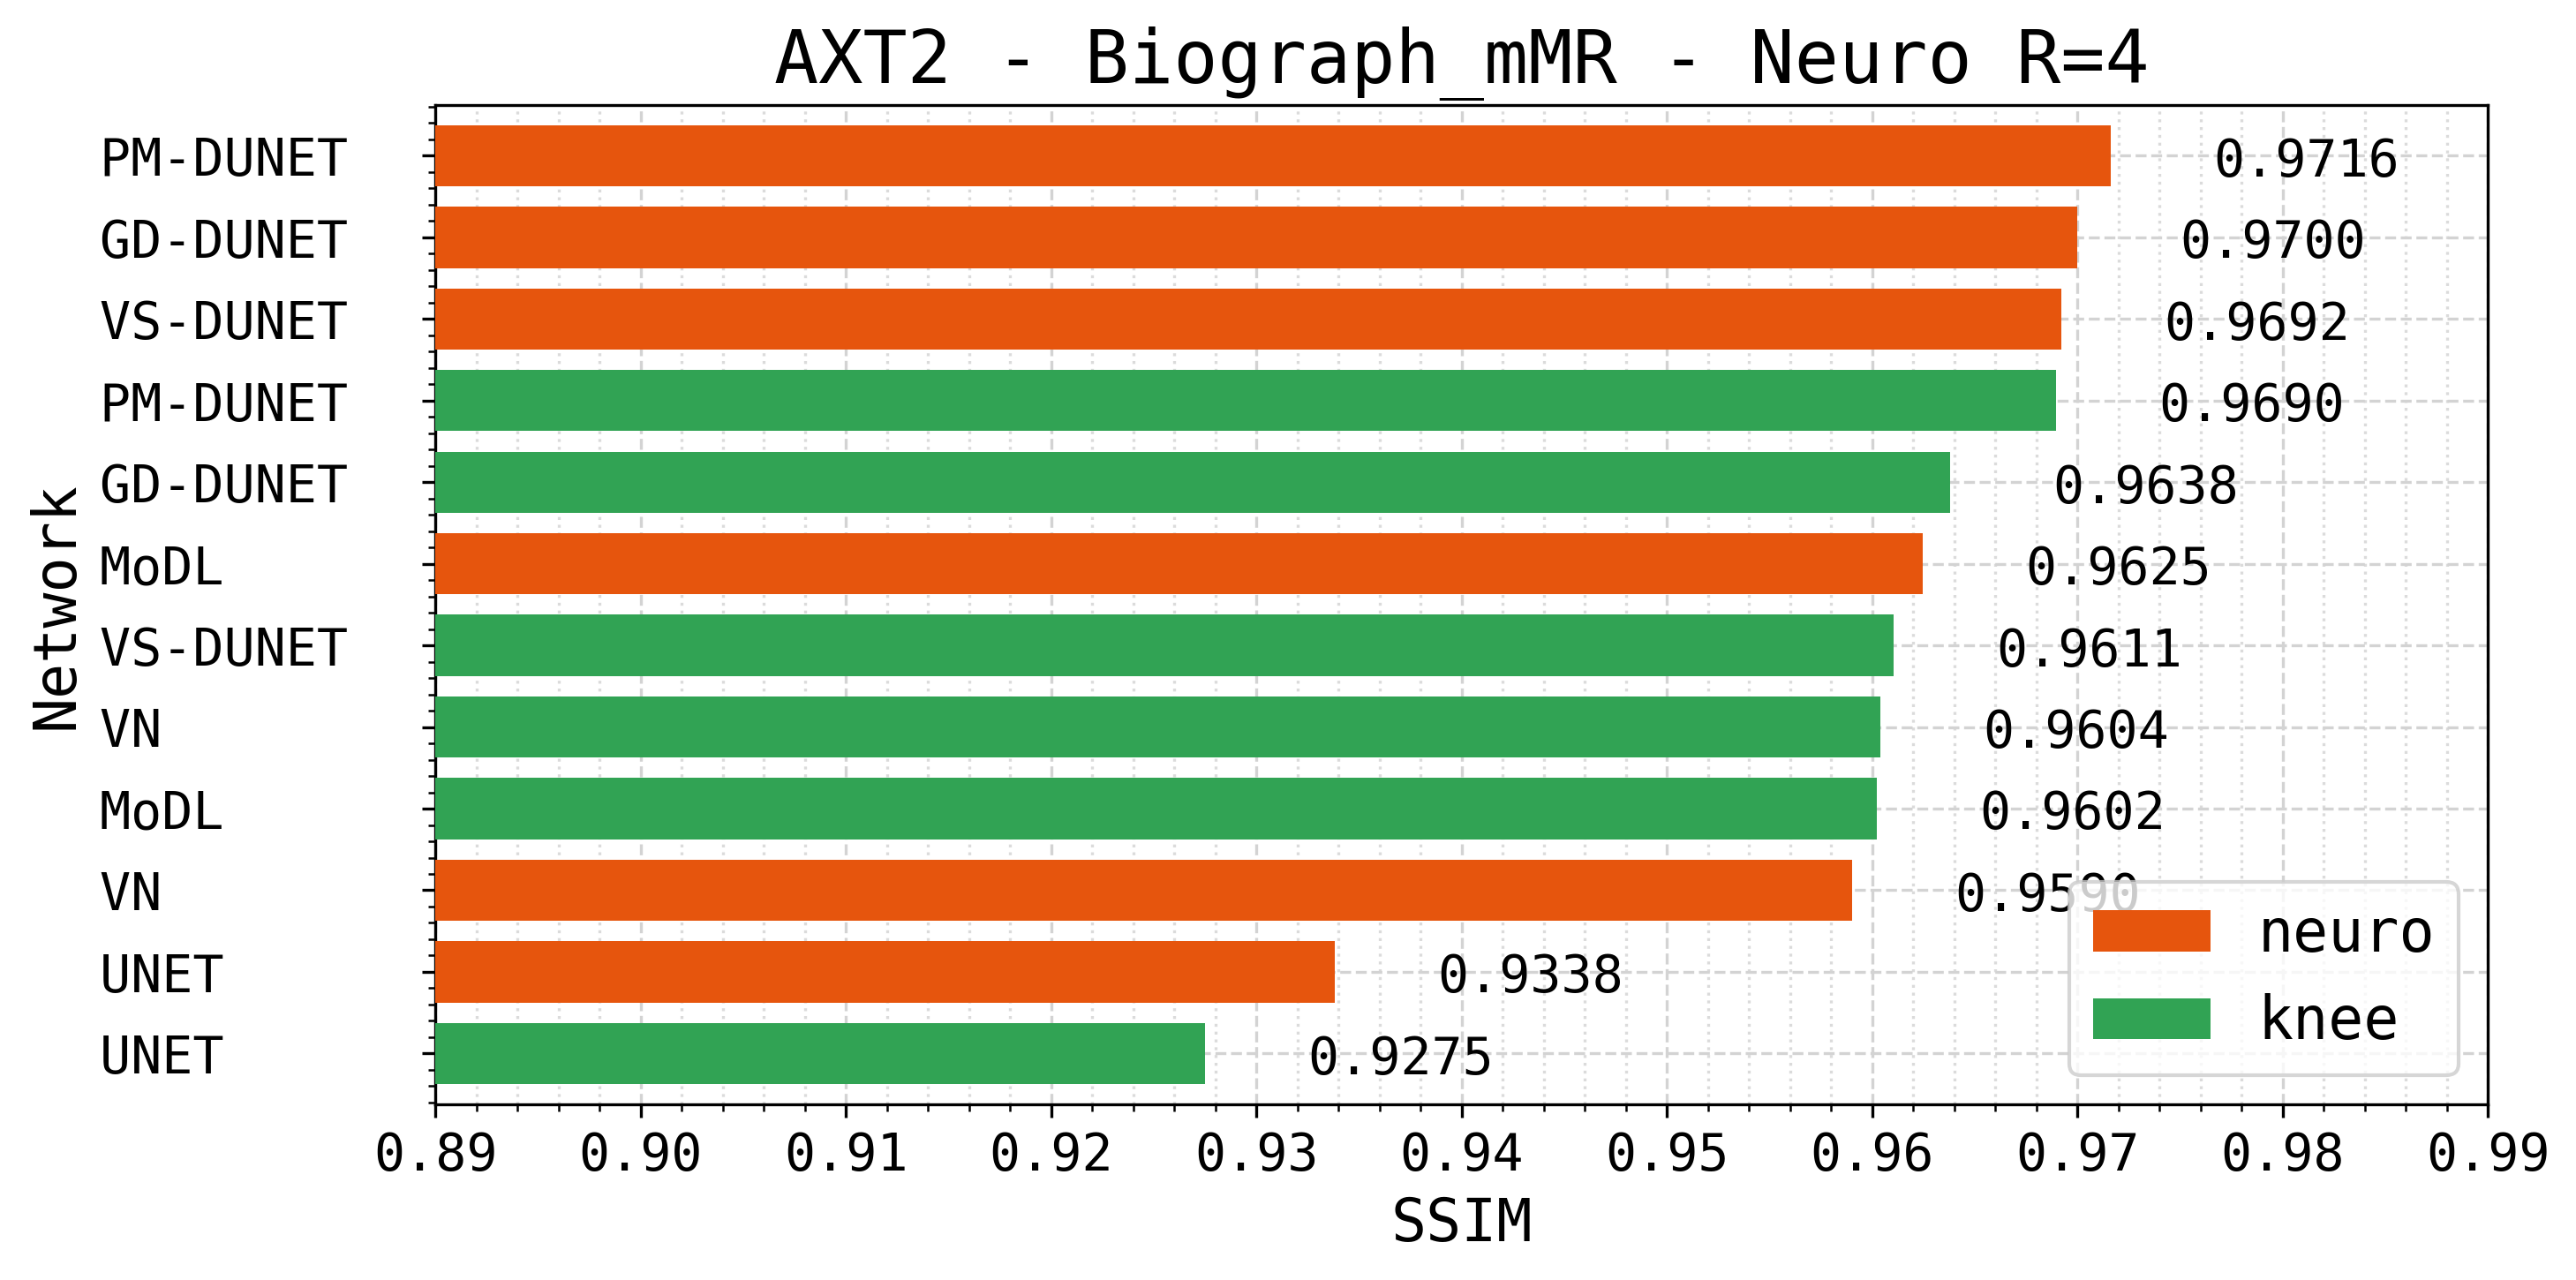 AXT2 - Biograph_mMR - Neuro R=4
PM-DUNET 0.9716
GD-DUNET 0.9700
VS-DUNET 0.9692
PM-DUNET 0.9690
GD-DUNET 0.9638
MoDL 0.9625
VS-DUNET 0.9611
VN 0.9604
MoDL 0.9602
VN 0.9590
UNET 0.9338
UNET 0.9275
Network
neuro
knee
0.89 0.90 0.91 0.92 0.93 0.94 0.95 0.96 0.97 0.98 0.99
SSIM